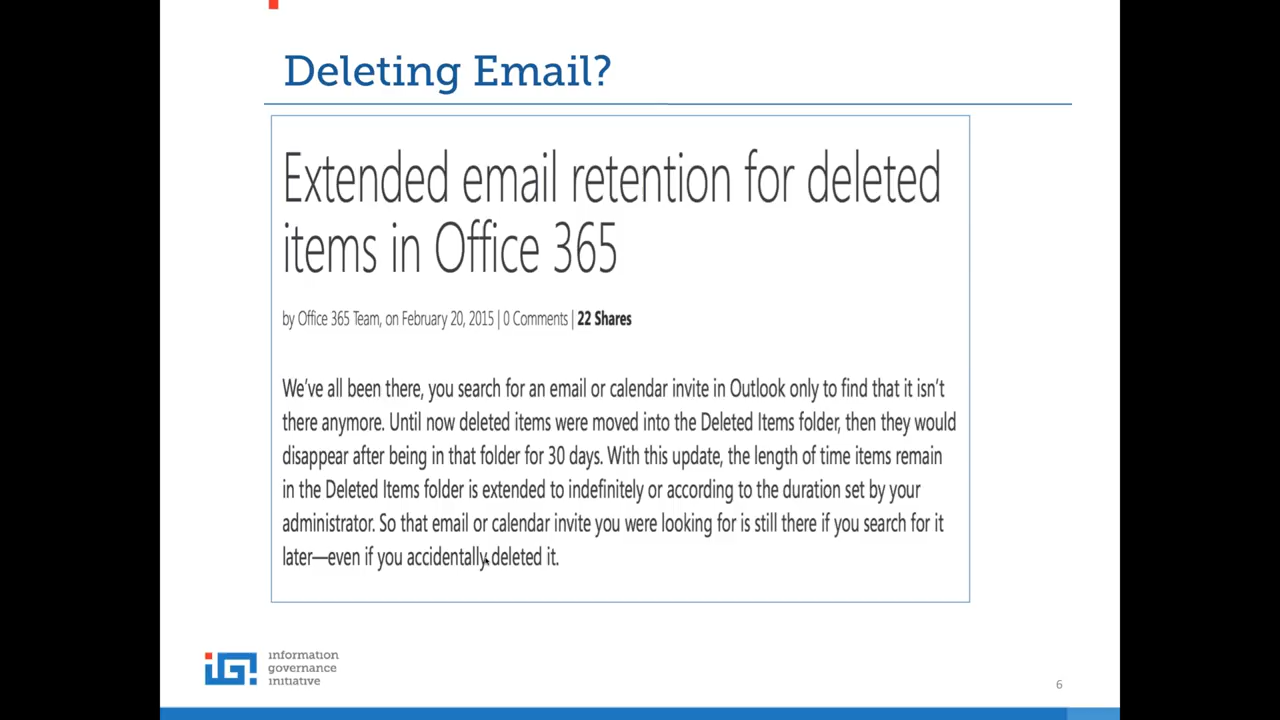 Deleting Email?
Extended email retention for deleted
items in Office 365
by Office 365 Team, on February 20, 2015 | 0 Comments | 22 Shares
We've all been there, you search for an email or calendar invite in Outlook only to find that it isn't
there anymore. Until now deleted items were moved into the Deleted Items folder, then they would
disappear after being in that folder for 30 days. With this update, the length of time items remain
in the Deleted Items folder is extended to indefinitely or according to the duration set by your
administrator. So that email or calendar invite you were looking for is still there if you search for it
later—even if you accidentally deleted it.
iG!
information
governance
initiative
6